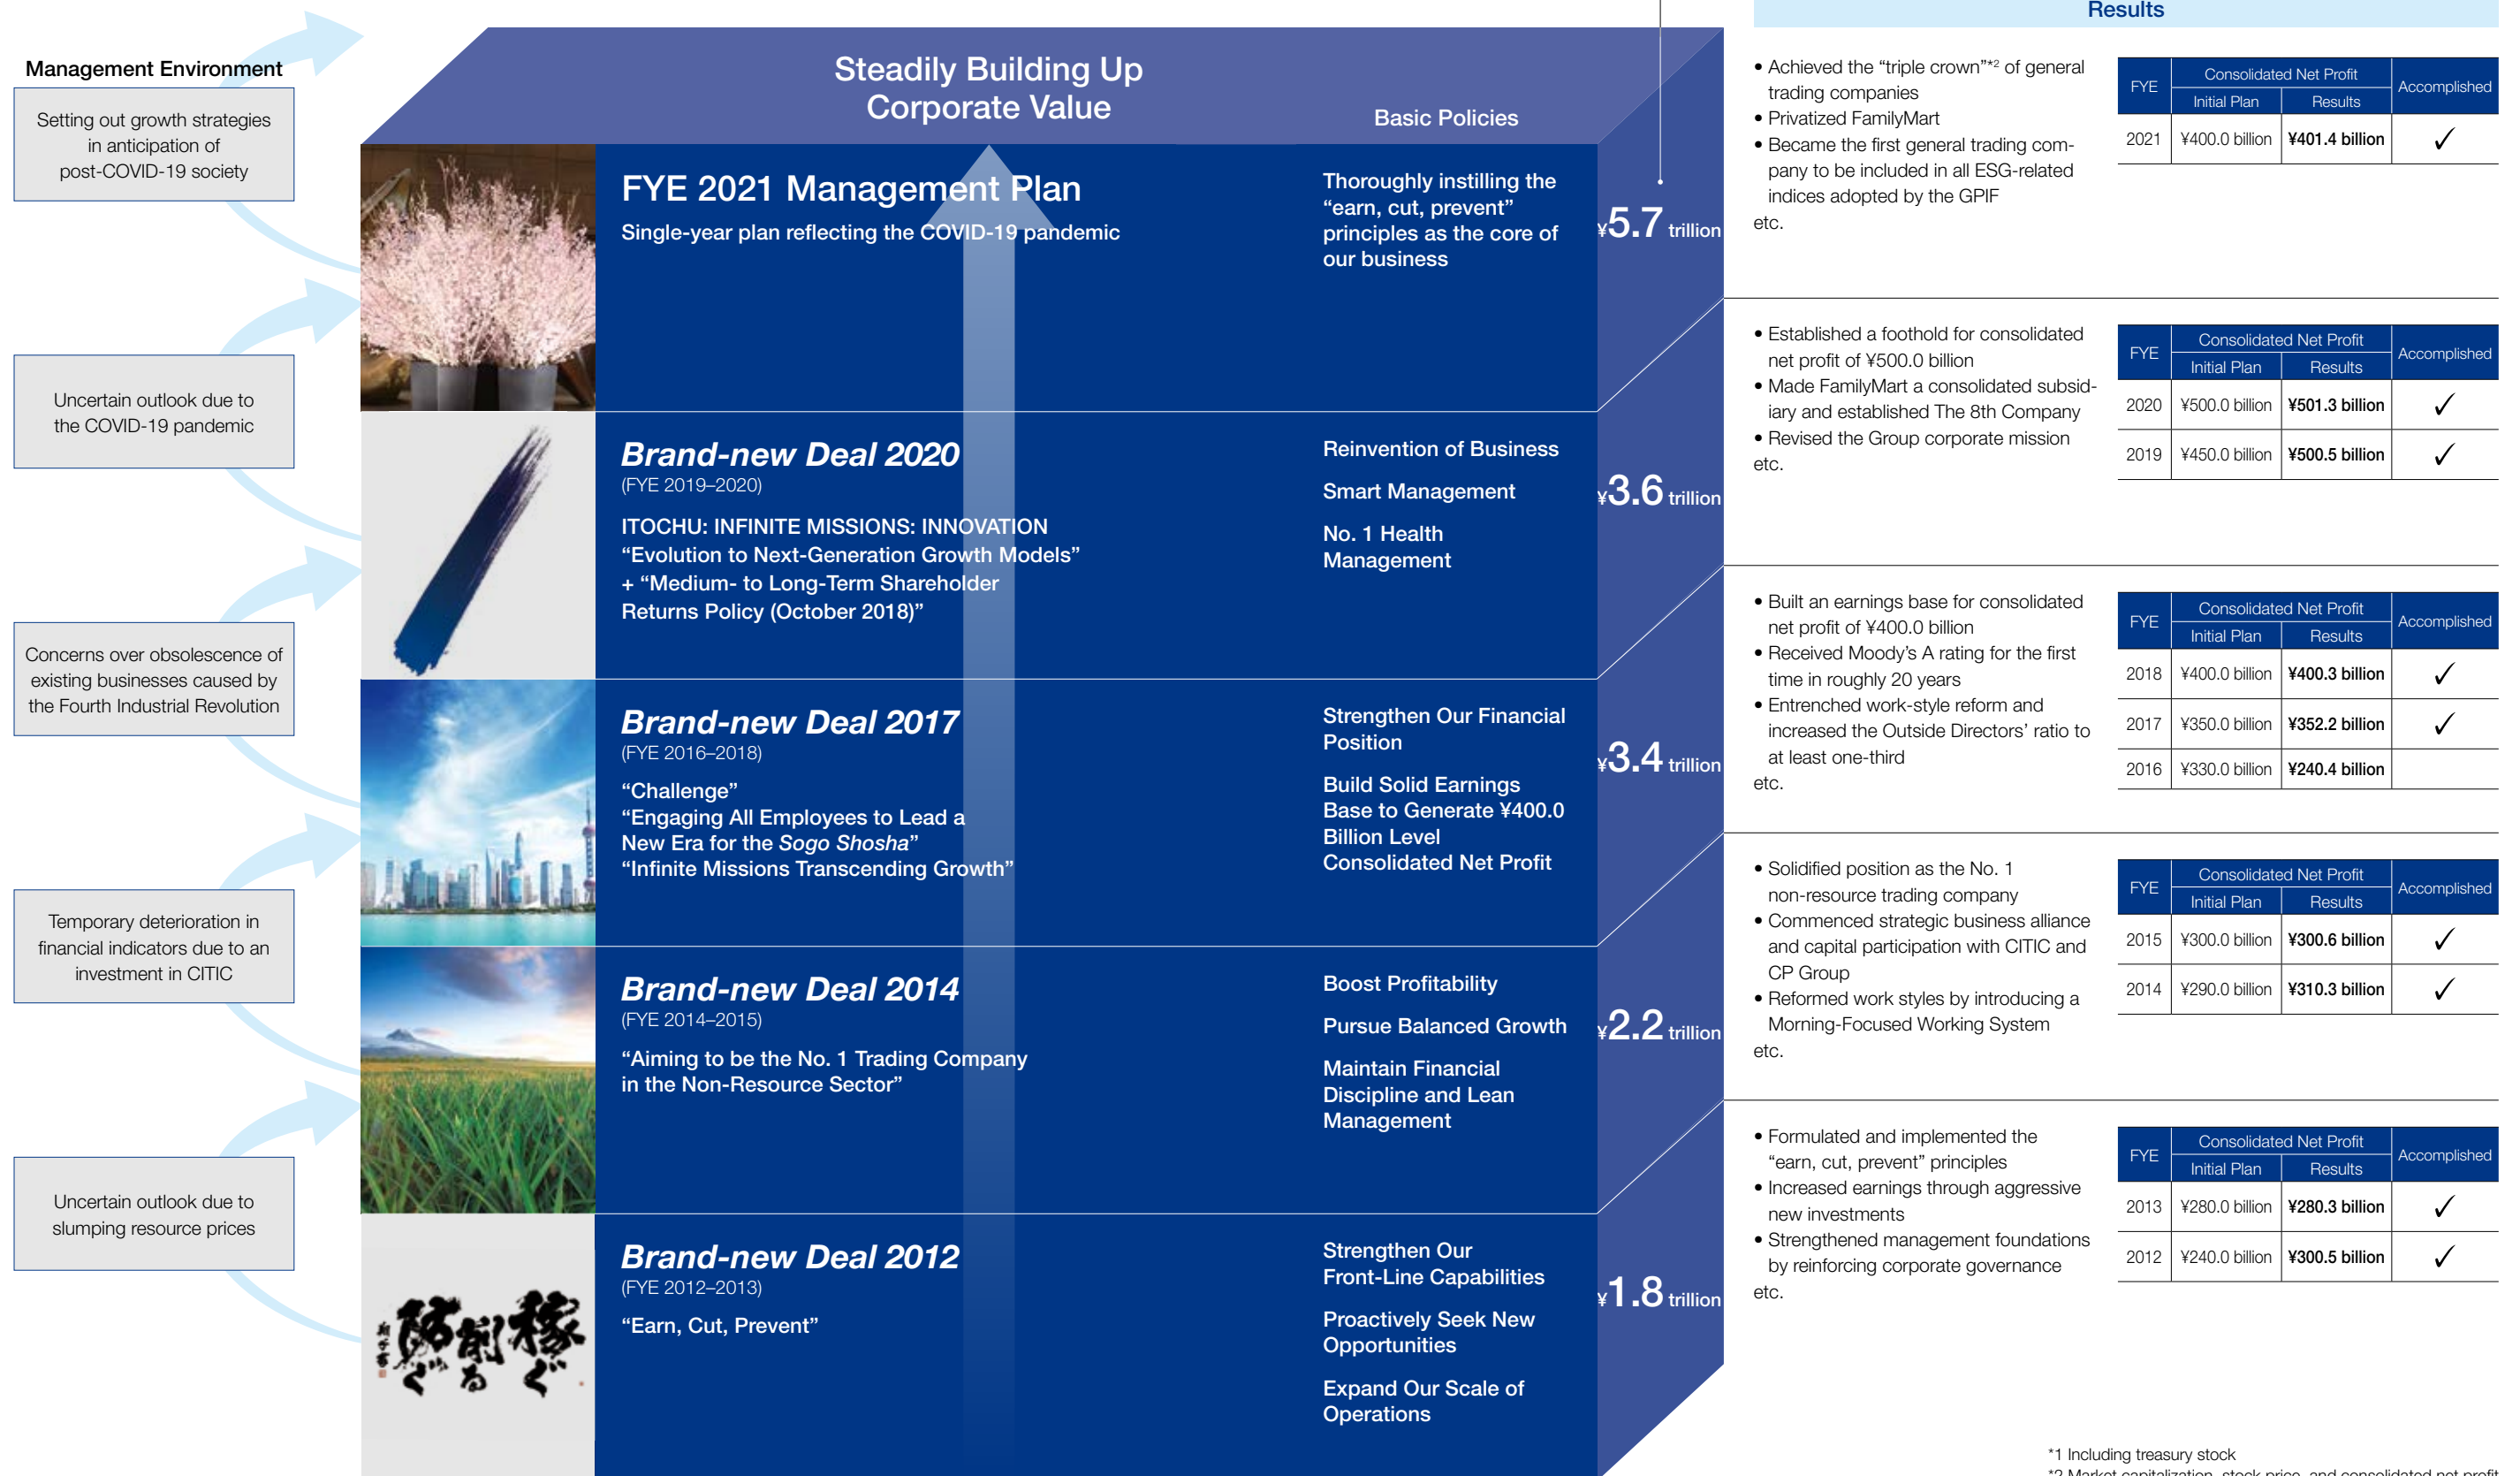 Results
Management Environment
Setting out growth strategies
in anticipation of
post-COVID-19 society
Uncertain outlook due to
the COVID-19 pandemic
Concerns over obsolescence of
existing businesses caused by
the Fourth Industrial Revolution
Temporary deterioration in
financial indicators due to an
investment in CITIC
Uncertain outlook due to
slumping resource prices
Steadily Building Up
Corporate Value
Basic Policies
FYE 2021 Management Plan
Single-year plan reflecting the COVID-19 pandemic
Thoroughly instilling the
“earn, cut, prevent”
principles as the core of
our business
¥5.7 trillion
• Achieved the “triple crown”*2 of general
trading companies
• Privatized FamilyMart
• Became the first general trading com-
pany to be included in all ESG-related
indices adopted by the GPIF
etc.
FYE Consolidated Net Profit Accomplished
Initial Plan Results
2021 ¥400.0 billion ¥401.4 billion ✓
Brand-new Deal 2020
(FYE 2019–2020)
ITOCHU: INFINITE MISSIONS: INNOVATION
“Evolution to Next-Generation Growth Models”
+ “Medium- to Long-Term Shareholder
Returns Policy (October 2018)”
Reinvention of Business
Smart Management
No. 1 Health
Management
¥3.6 trillion
• Established a foothold for consolidated
net profit of ¥500.0 billion
• Made FamilyMart a consolidated subsid-
iary and established The 8th Company
• Revised the Group corporate mission
etc.
FYE Consolidated Net Profit Accomplished
Initial Plan Results
2020 ¥500.0 billion ¥501.3 billion ✓
2019 ¥450.0 billion ¥500.5 billion ✓
Brand-new Deal 2017
(FYE 2016–2018)
“Challenge”
“Engaging All Employees to Lead a
New Era for the Sogo Shosha”
“Infinite Missions Transcending Growth”
Strengthen Our Financial
Position
Build Solid Earnings
Base to Generate ¥400.0
Billion Level
Consolidated Net Profit
¥3.4 trillion
• Built an earnings base for consolidated
net profit of ¥400.0 billion
• Received Moody’s A rating for the first
time in roughly 20 years
• Entrenched work-style reform and
increased the Outside Directors’ ratio to
at least one-third
etc.
FYE Consolidated Net Profit Accomplished
Initial Plan Results
2018 ¥400.0 billion ¥400.3 billion ✓
2017 ¥350.0 billion ¥352.2 billion ✓
2016 ¥330.0 billion ¥240.4 billion
Brand-new Deal 2014
(FYE 2014–2015)
“Aiming to be the No. 1 Trading Company
in the Non-Resource Sector”
Boost Profitability
Pursue Balanced Growth
Maintain Financial
Discipline and Lean
Management
¥2.2 trillion
• Solidified position as the No. 1
non-resource trading company
• Commenced strategic business alliance
and capital participation with CITIC and
CP Group
• Reformed work styles by introducing a
Morning-Focused Working System
etc.
FYE Consolidated Net Profit Accomplished
Initial Plan Results
2015 ¥300.0 billion ¥300.6 billion ✓
2014 ¥290.0 billion ¥310.3 billion ✓
稼ぐ
削る
防ぐ
Brand-new Deal 2012
(FYE 2012–2013)
“Earn, Cut, Prevent”
Strengthen Our
Front-Line Capabilities
Proactively Seek New
Opportunities
Expand Our Scale of
Operations
¥1.8 trillion
• Formulated and implemented the
“earn, cut, prevent” principles
• Increased earnings through aggressive
new investments
• Strengthened management foundations
by reinforcing corporate governance
etc.
FYE Consolidated Net Profit Accomplished
Initial Plan Results
2013 ¥280.0 billion ¥280.3 billion ✓
2012 ¥240.0 billion ¥300.5 billion ✓
*1 Including treasury stock
*2 Market capitalization, stock price, and consolidated net profit